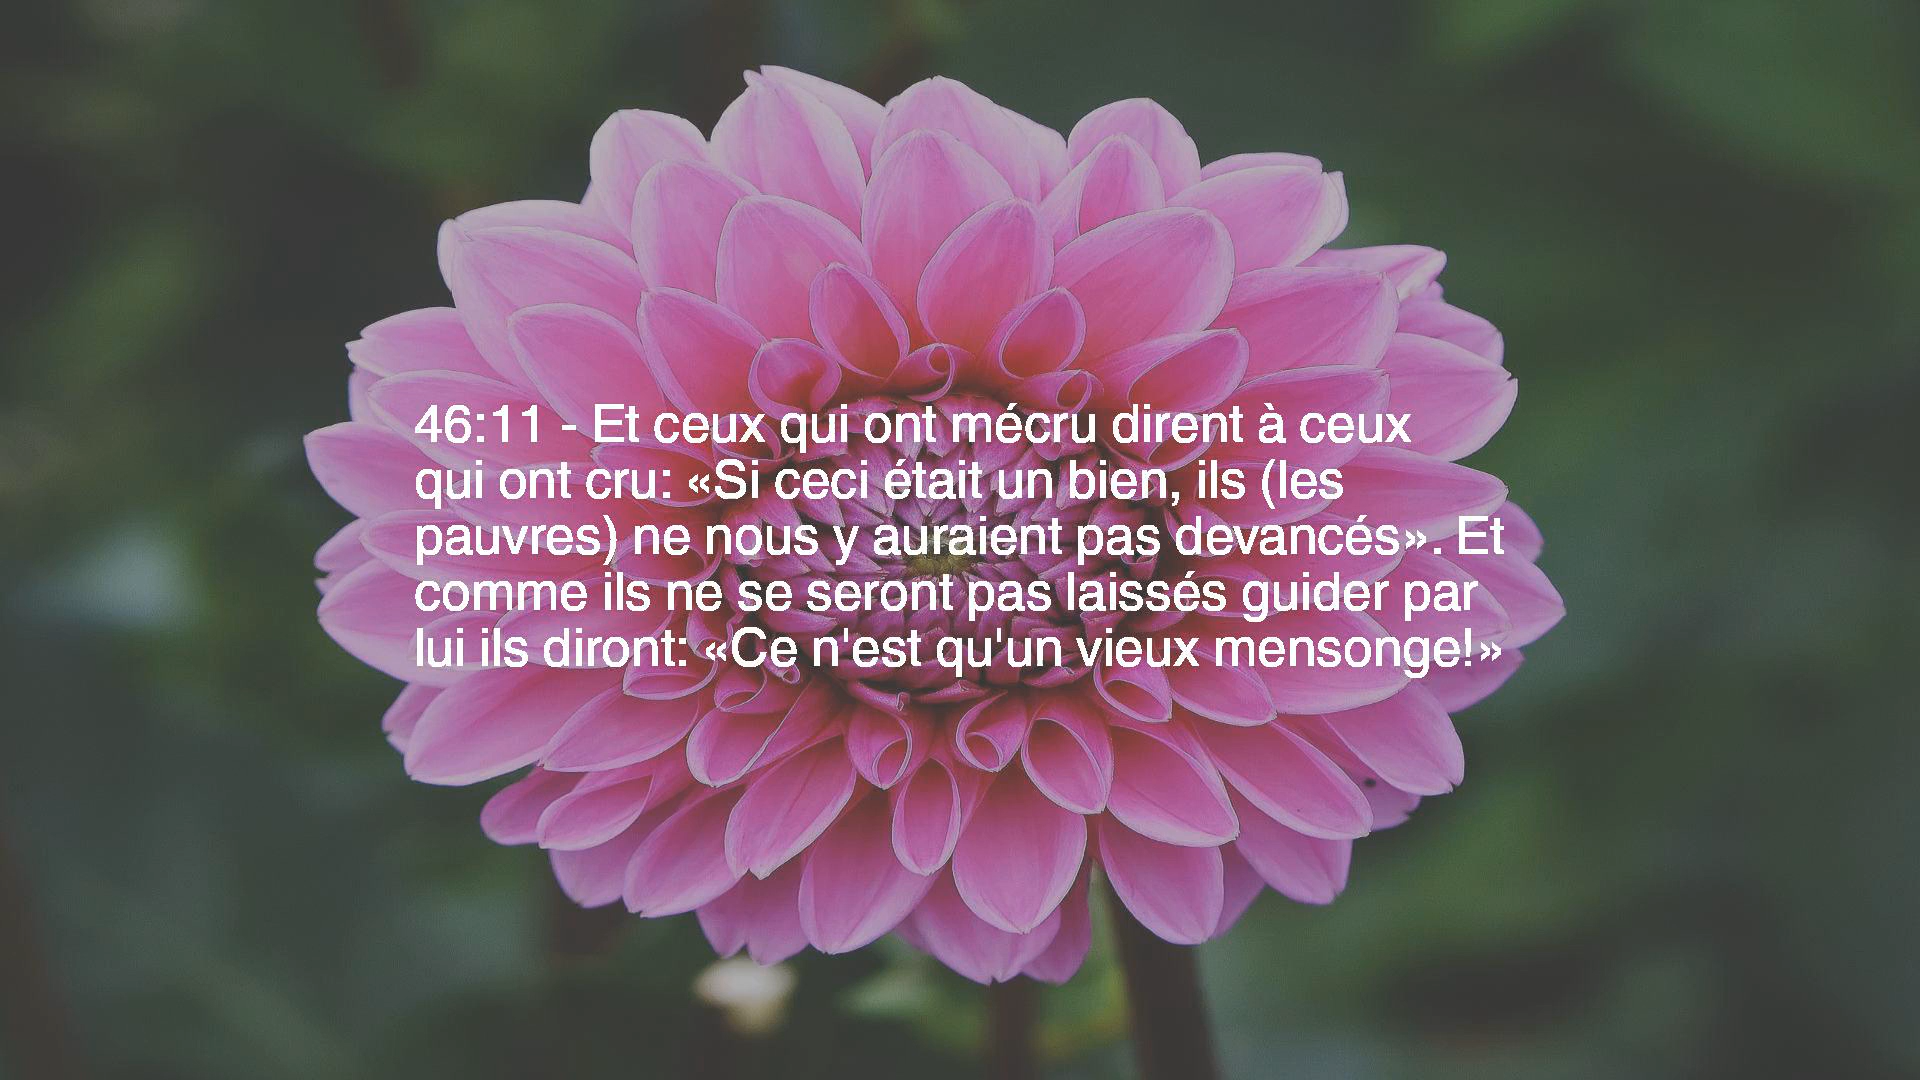 46:11 - Et ceux qui ont mécru dirent à ceux
qui ont cru: «Si ceci était un bien, ils (les
pauvres) ne nous y auraient pas devancés». Et
comme ils ne se seront pas laissés guider par
lui ils diront: «Ce n'est qu'un vieux mensonge!»